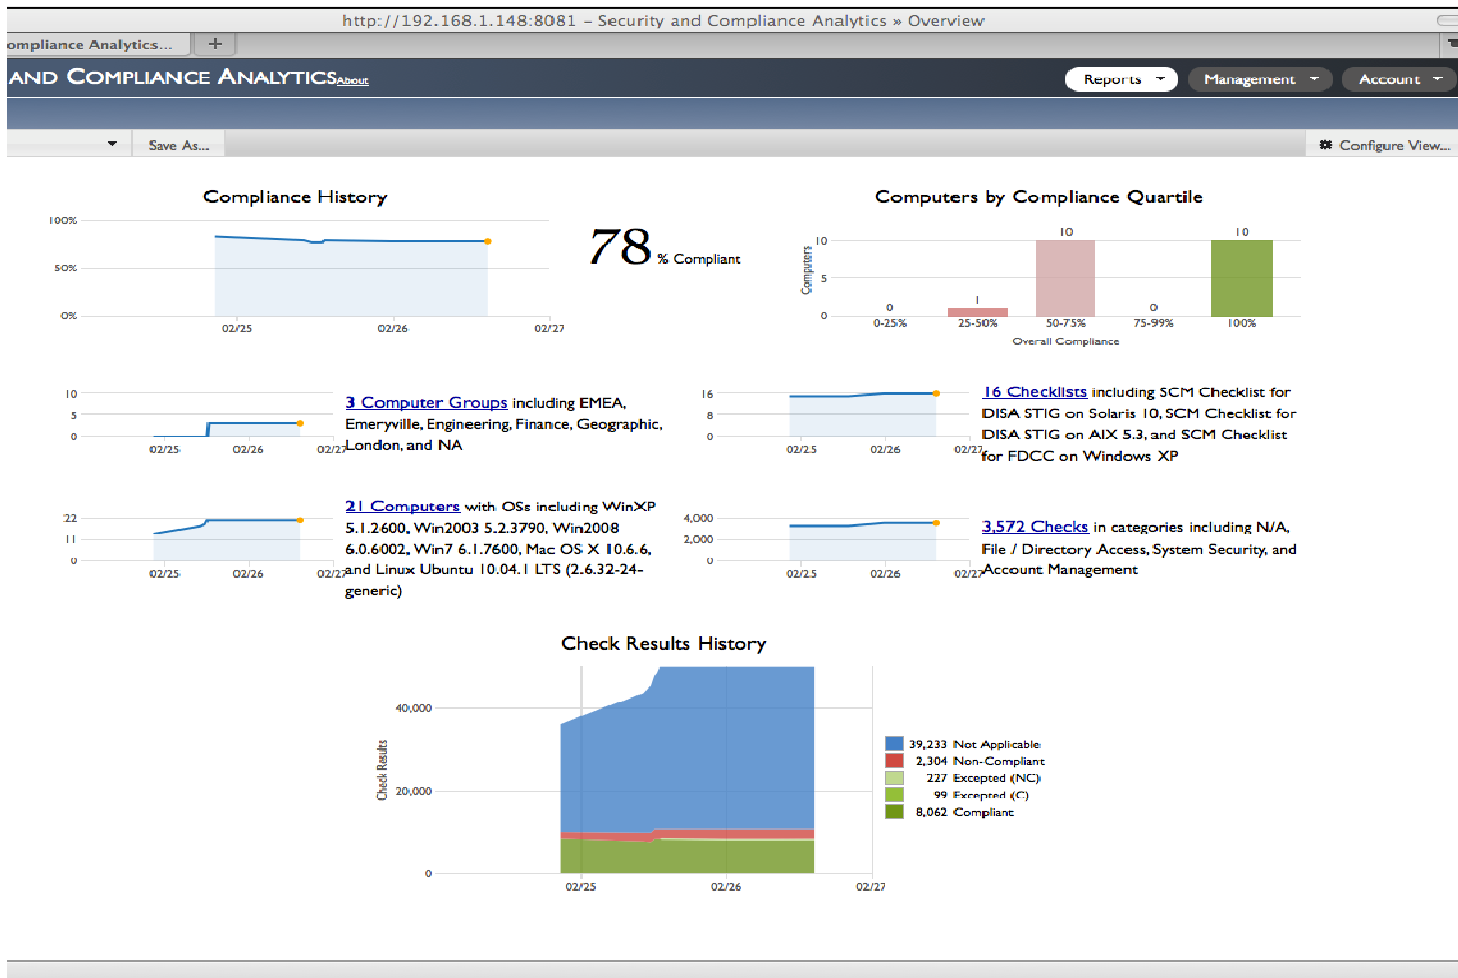 http://192.168.1.148:8081 – Security and Compliance Analytics » Overview
ompliance Analytics... +
AND COMPLIANCE ANALYTICS About Reports Management Account
Save As... Configure View...
Compliance History
100%
50%
0%
02/25 02/26 02/27
78 % Compliant
Computers by Compliance Quartile
Computers
10
5
0
0 1 10 0 10
0-25% 25-50% 50-75% 75-99% 100%
Overall Compliance
10
5
0
02/25 02/26 02/27
3 Computer Groups including EMEA,
Emeryville, Engineering, Finance, Geographic,
London, and NA
16
8
0
02/25 02/26 02/27
16 Checklists including SCM Checklist for
DISA STIG on Solaris 10, SCM Checklist for
DISA STIG on AIX 5.3, and SCM Checklist
for FDCC on Windows XP
22
11
0
02/25 02/26 02/27
21 Computers with OSs including WinXP
5.1.2600, Win2003 5.2.3790, Win2008
6.0.6002, Win7 6.1.7600, Mac OS X 10.6.6,
and Linux Ubuntu 10.04.1 LTS (2.6.32-24-
generic)
4,000
2,000
0
02/25 02/26 02/27
3,572 Checks in categories including N/A,
File / Directory Access, System Security, and
Account Management
Check Results History
Check Results
40,000
20,000
0
02/25 02/26 02/27
39,233 Not Applicable
2,304 Non-Compliant
227 Excepted (NC)
99 Excepted (C)
8,062 Compliant